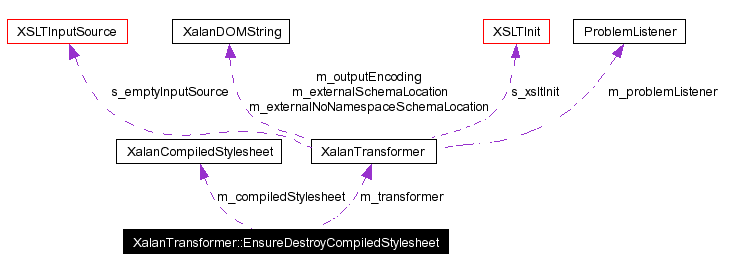 XSLTInputSource
XalanDOMString
XSLTInit
ProblemListener
m_outputEncoding
s_emptyInputSource
m_externalSchemaLocation
s_xsltInit
m_problemListener
m_externalNoNamespaceSchemaLocation
XalanCompiledStylesheet
XalanTransformer
m_compiledStylesheet
m_transformer
XalanTransformer::EnsureDestroyCompiledStylesheet